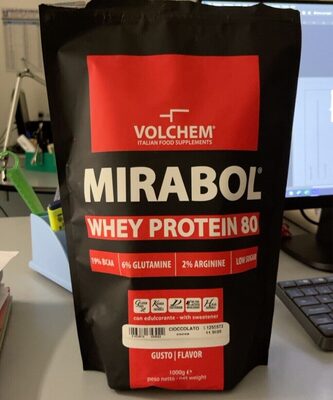 VOLCHEM®
ITALIAN FOOD SUPPLEMENTS
MIRABOL®
WHEY PROTEIN 80
19% BCAA | 6% GLUTAMINE | 2% ARGININE | LOW SUGAR
con edulcorante - with sweetener
CIOCCOLATO
GUSTO | FLAVOR
1000g e
peso netto - net weight